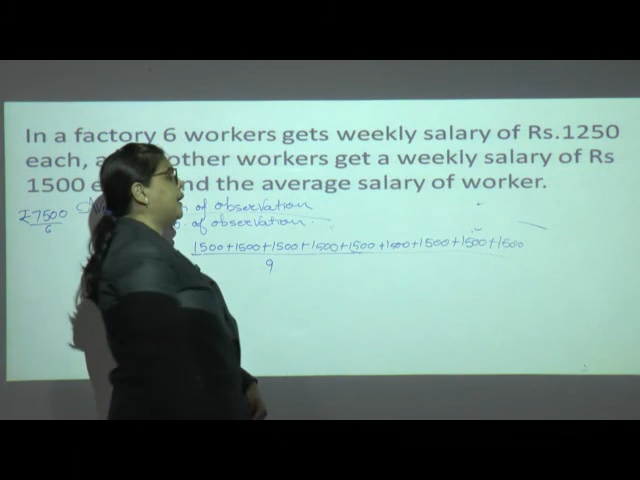 In a factory 6 workers gets weekly salary of Rs.1250
each, a other workers get a weekly salary of Rs
1500 nd the average salary of worker.
of observation
₹7500
6
of observation.
1500+1500+1500+1500+1500+1500+1500+1500+1500
9